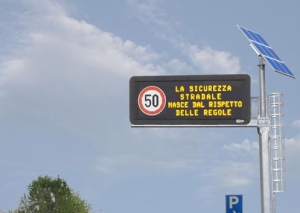 50
LA SICUREZZA
STRADALE
NASCE DAL RISPETTO
DELLE REGOLE
P